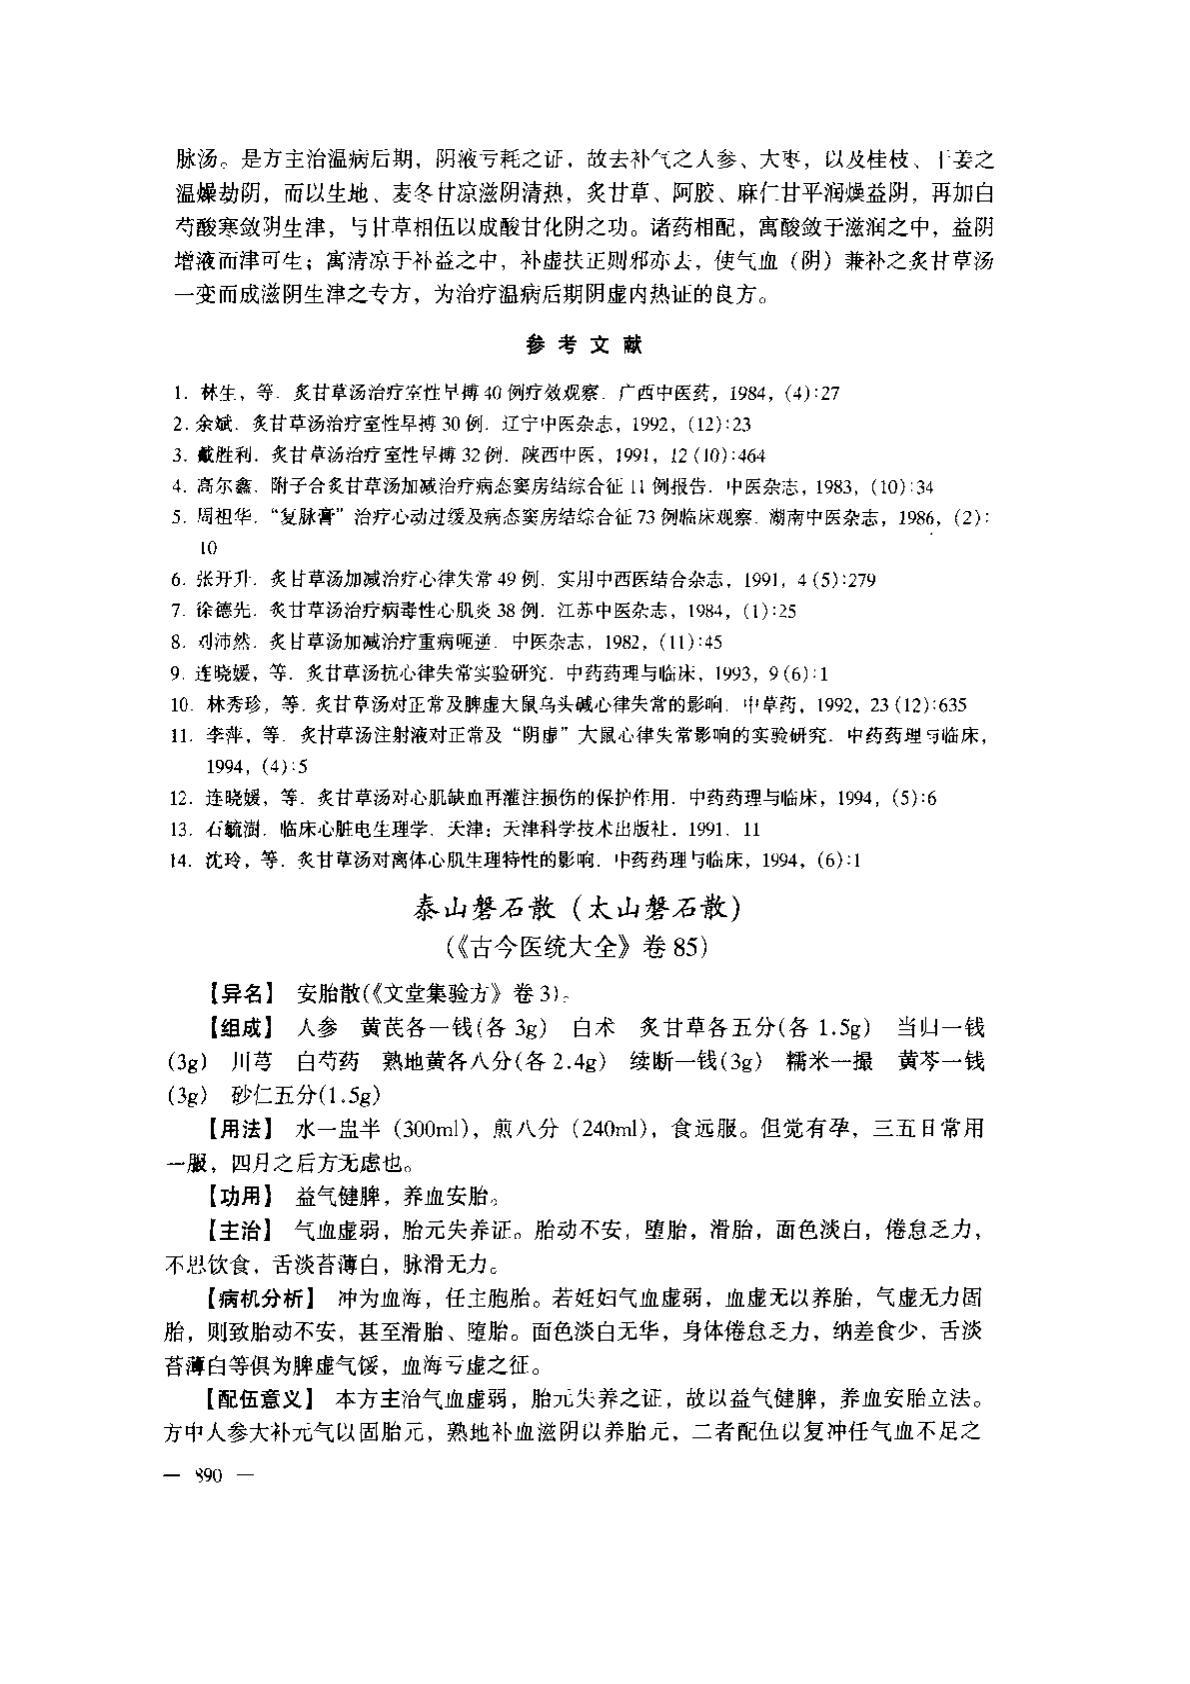 脉汤。是方主治温病后期，阴液亏耗之证，故去补气之人参、大枣，以及桂枝、干姜之
温燥劫阴，而以生地、麦冬甘凉滋阴清热，炙甘草、阿胶、麻仁甘平润燥益阴，再加白
芍酸寒敛阴生津，与甘草相伍以成酸甘化阴之功。诸药相配，寓酸敛于滋润之中，益阴
增液而津可生；寓清凉于补益之中，补虚扶正则邪亦去，使气血（阴）兼补之炙甘草汤
一变而成滋阴生津之专方，为治疗温病后期阴虚内热证的良方。
参考文献
1. 林生，等. 炙甘草汤治疗室性早搏 40 例疗效观察. 广西中医药，1984，(4):27
2. 余斌. 炙甘草汤治疗室性早搏 30 例. 辽宁中医杂志，1992，(12):23
3. 戴胜利. 炙甘草汤治疗室性早搏 32 例. 陕西中医，1991，12 (10):464
4. 高尔鑫. 附子合炙甘草汤加减治疗病态窦房结综合征 11 例报告. 中医杂志，1983，(10):34
5. 周祖华. “复脉膏”治疗心动过缓及病态窦房结综合征 73 例临床观察. 湖南中医杂志，1986，(2):
10
6. 张开升. 炙甘草汤加减治疗心律失常 49 例. 实用中西医结合杂志，1991，4 (5):279
7. 徐德先. 炙甘草汤治疗病毒性心肌炎 38 例. 江苏中医杂志，1984，(1):25
8. 刘沛然. 炙甘草汤加减治疗重病呃逆. 中医杂志，1982，(11):45
9. 连晓媛，等. 炙甘草汤抗心律失常实验研究. 中药药理与临床，1993，9 (6):1
10. 林秀珍，等. 炙甘草汤对正常及脾虚大鼠乌头碱心律失常的影响. 中草药，1992，23 (12):635
11. 李萍，等. 炙甘草汤注射液对正常及“阴虚”大鼠心律失常影响的实验研究. 中药药理与临床，
1994，(4):5
12. 连晓媛，等. 炙甘草汤对心肌缺血再灌注损伤的保护作用. 中药药理与临床，1994，(5):6
13. 石毓澍. 临床心脏电生理学. 天津：天津科学技术出版社. 1991. 11
14. 沈玲，等. 炙甘草汤对离体心肌生理特性的影响. 中药药理与临床，1994，(6):1
泰山磐石散（太山磐石散）
(《古今医统大全》卷 85)
【异名】 安胎散(《文堂集验方》卷 3)。
【组成】 人参 黄芪各一钱(各 3g) 白术 炙甘草各五分(各 1.5g) 当归一钱
(3g) 川芎 白芍药 熟地黄各八分(各 2.4g) 续断一钱(3g) 糯米一撮 黄芩一钱
(3g) 砂仁五分(1.5g)
【用法】 水一盅半（300ml），煎八分（240ml），食远服。但觉有孕，三五日常用
一服，四月之后方无虑也。
【功用】 益气健脾，养血安胎。
【主治】 气血虚弱，胎元失养证。胎动不安，堕胎，滑胎，面色淡白，倦怠乏力，
不思饮食，舌淡苔薄白，脉滑无力。
【病机分析】 冲为血海，任主胞胎。若妊妇气血虚弱，血虚无以养胎，气虚无力固
胎，则致胎动不安，甚至滑胎、堕胎。面色淡白无华，身体倦怠乏力，纳差食少，舌淡
苔薄白等俱为脾虚气馁，血海亏虚之征。
【配伍意义】 本方主治气血虚弱，胎元失养之证，故以益气健脾，养血安胎立法。
方中人参大补元气以固胎元，熟地补血滋阴以养胎元，二者配伍以复冲任气血不足之
— 890 —